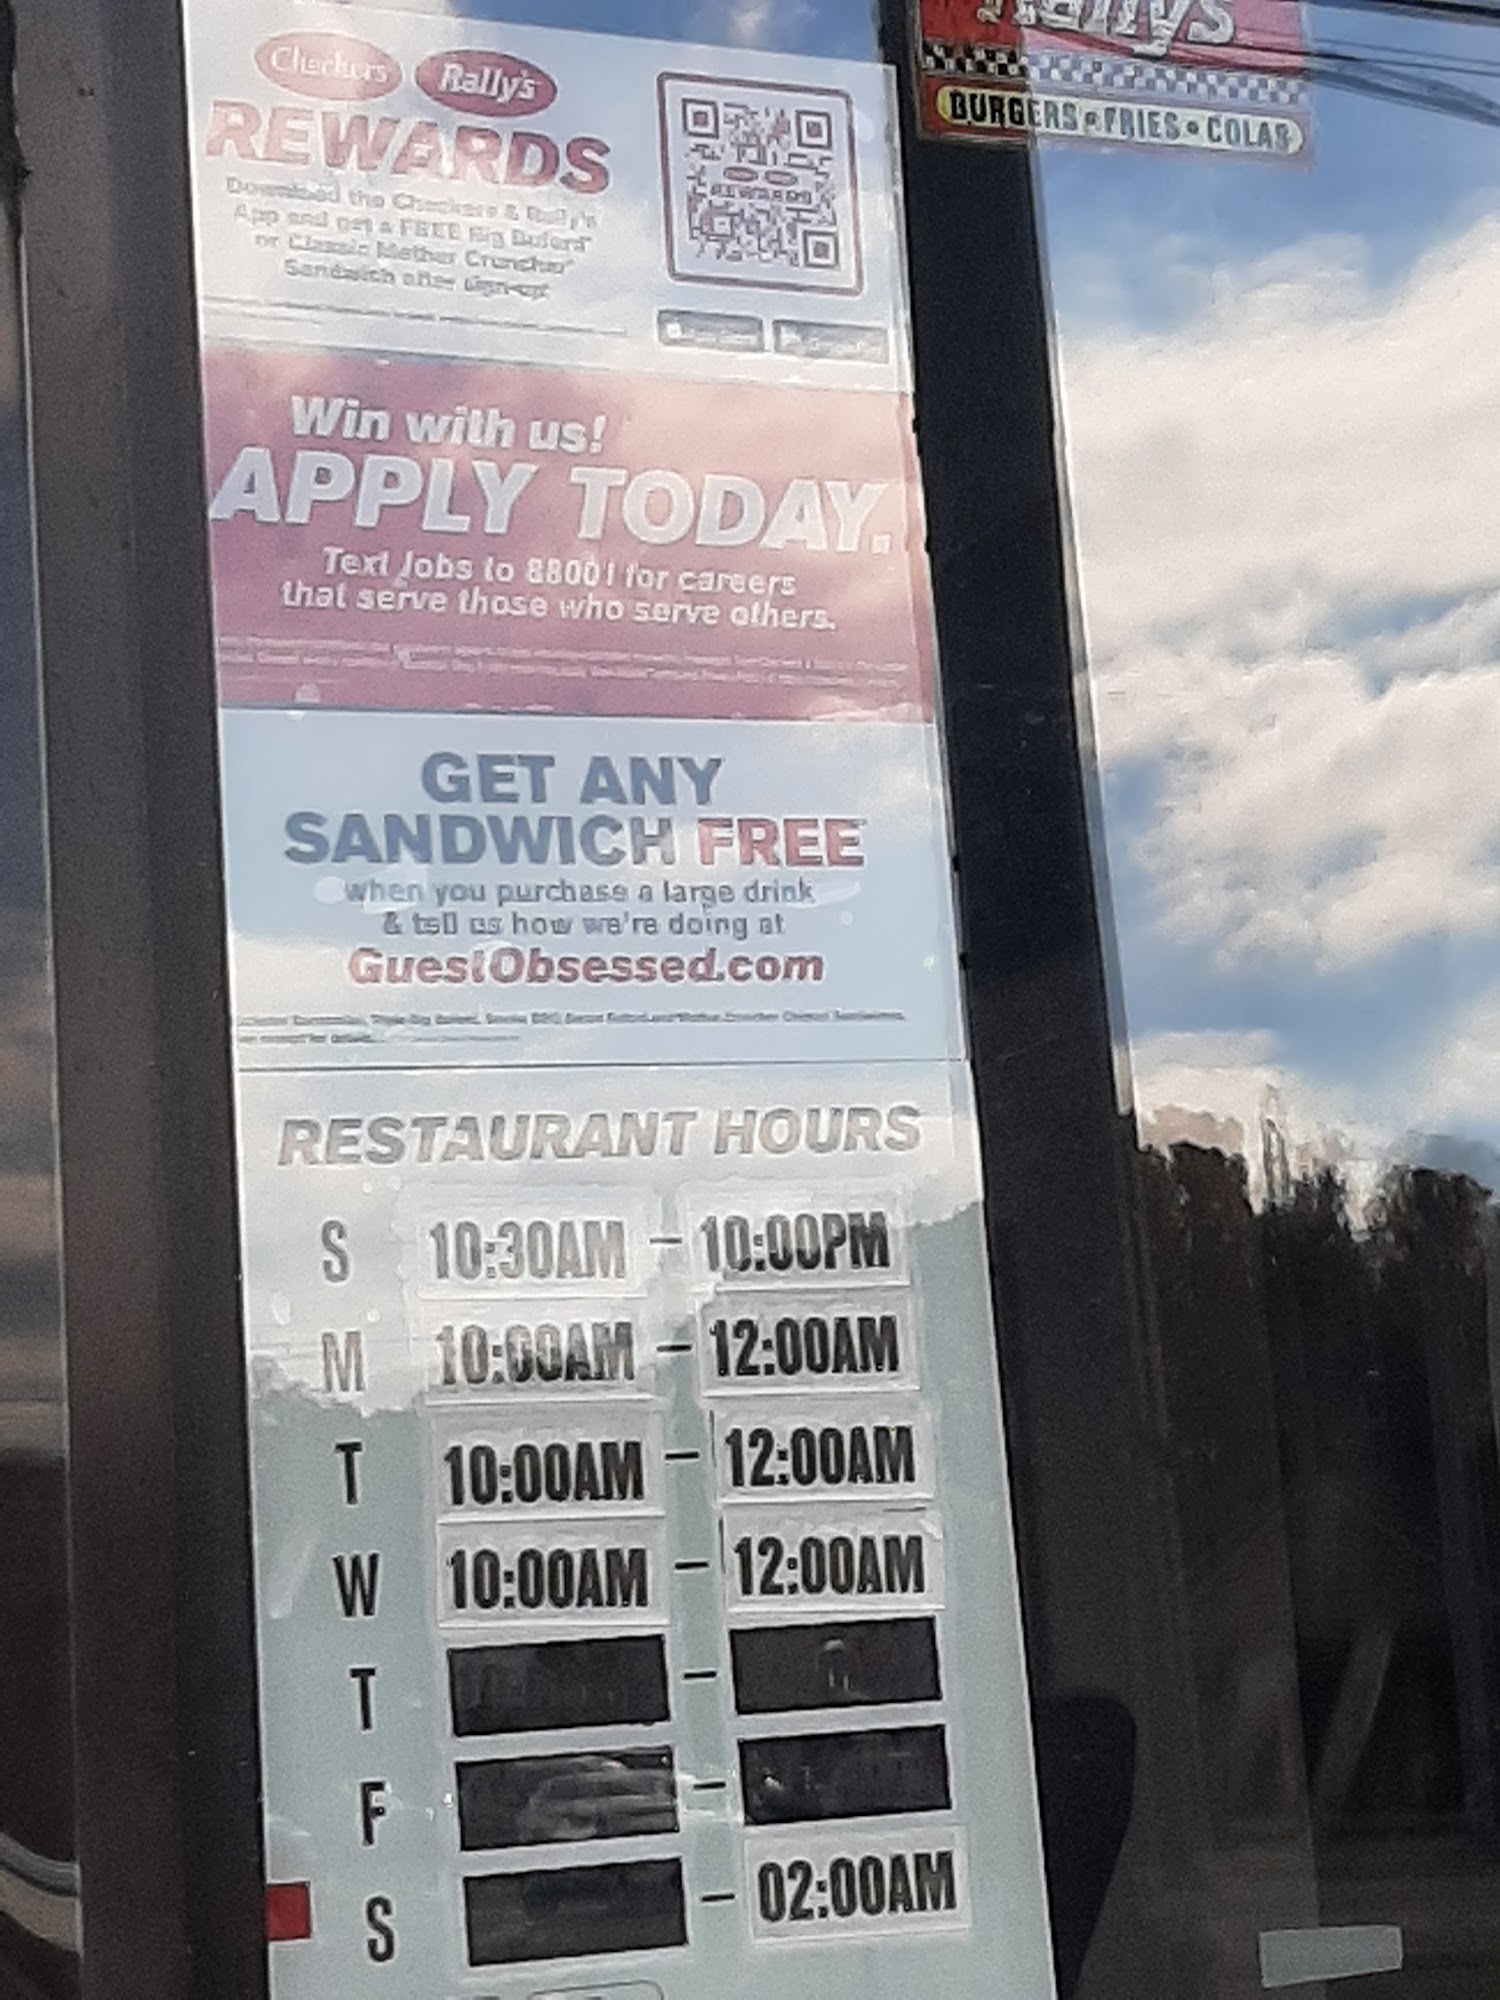 Checkers Rally's
REWARDS
Download the Checkers & Rally's
App and get a FREE Big Buford
or Classic Mother Cruncher
Sandwich after sign-up
Rallys
BURGERS • FRIES • COLAS
Win with us!
APPLY TODAY.
Text Jobs to 88001 for careers
that serve those who serve others.
GET ANY
SANDWICH FREE
when you purchase a large drink
& tell us how we're doing at
GuestObsessed.com
RESTAURANT HOURS
S 10:30AM - 10:00PM
M 10:00AM - 12:00AM
T 10:00AM - 12:00AM
W 10:00AM - 12:00AM
T -
F -
S - 02:00AM